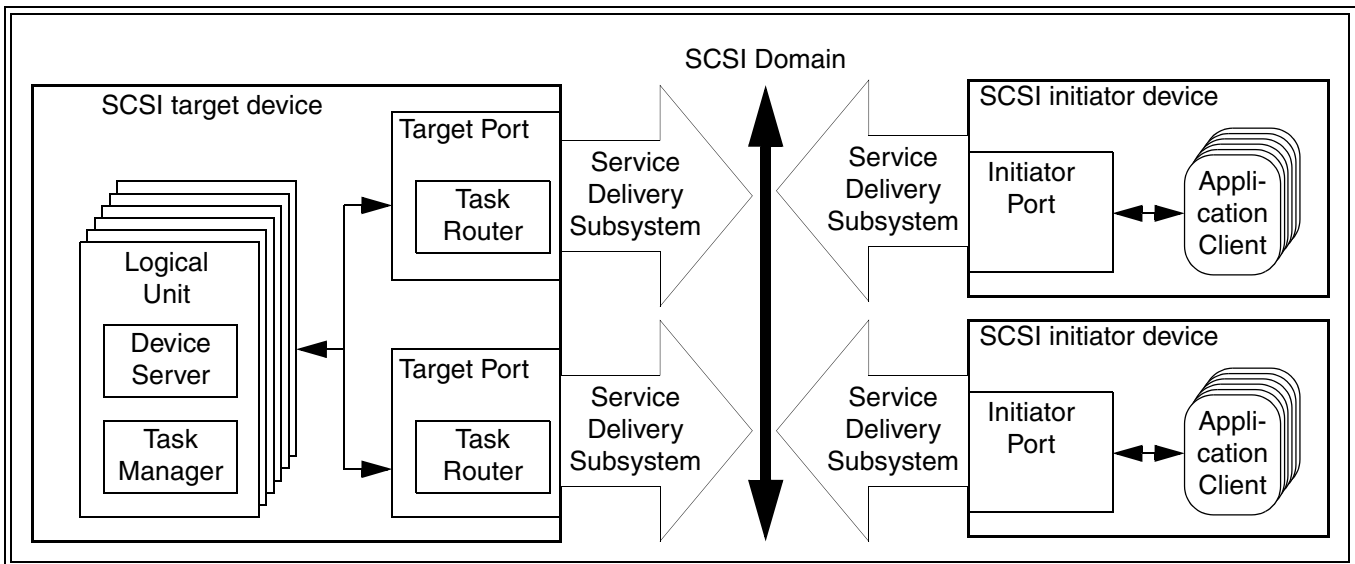 SCSI Domain
SCSI target device
Target Port
Task
Router
Logical
Unit
Device
Server
Task
Manager
Target Port
Task
Router
Service
Delivery
Subsystem
Service
Delivery
Subsystem
Service
Delivery
Subsystem
Service
Delivery
Subsystem
SCSI initiator device
Initiator
Port
Appli-
cation
Client
SCSI initiator device
Initiator
Port
Appli-
cation
Client